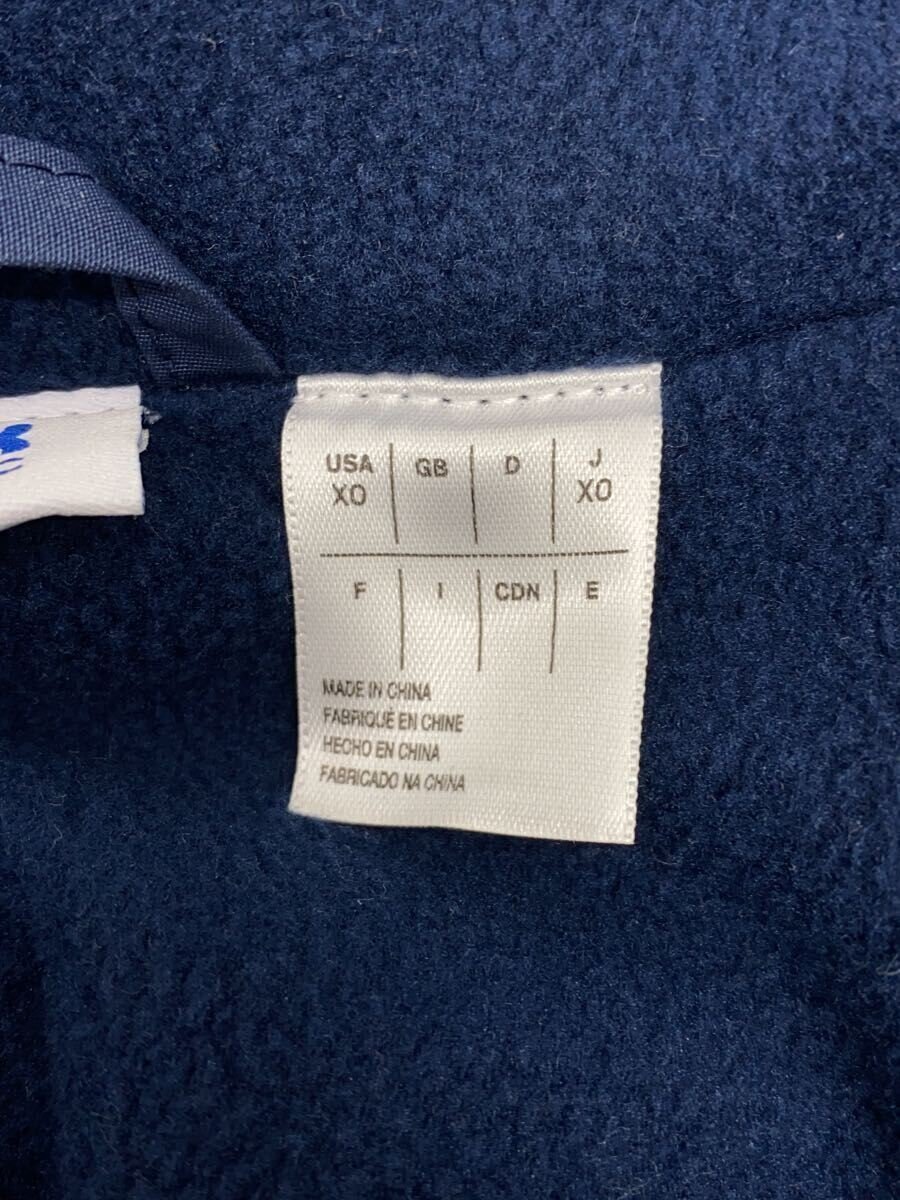 USA GB D J
XO XO
F I CDN E
MADE IN CHINA
FABRIQUÉ EN CHINE
HECHO EN CHINA
FABRICADO NA CHINA